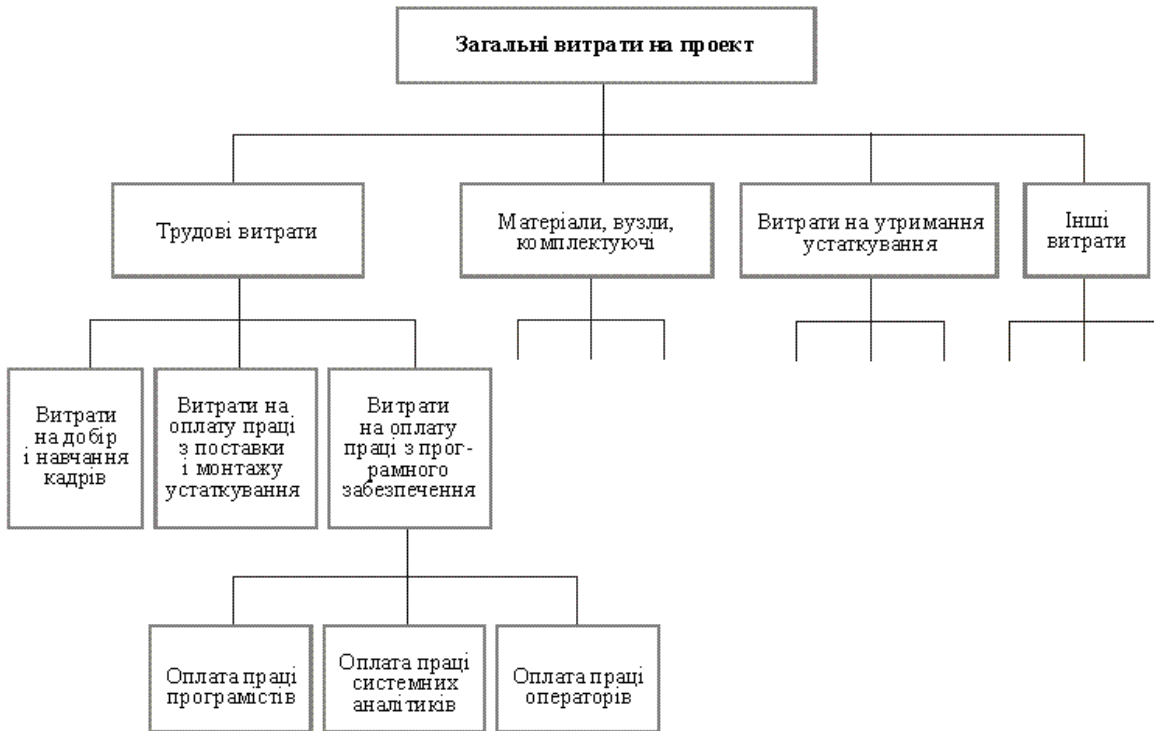 Загальні витрати на проект
Трудові витрати
Матеріали, вузли,
комплектуючі
Витрати на утримання
устаткування
Інші
витрати
Витрати
на добір
і навчання
кадрів
Витрати на
оплату праці
з поставки
і монтажу
устаткування
Витрати
на оплату
праці з прог-
рамного
забезпечення
Оплата праці
програмістів
Оплата праці
системних
аналітиків
Оплата праці
операторів